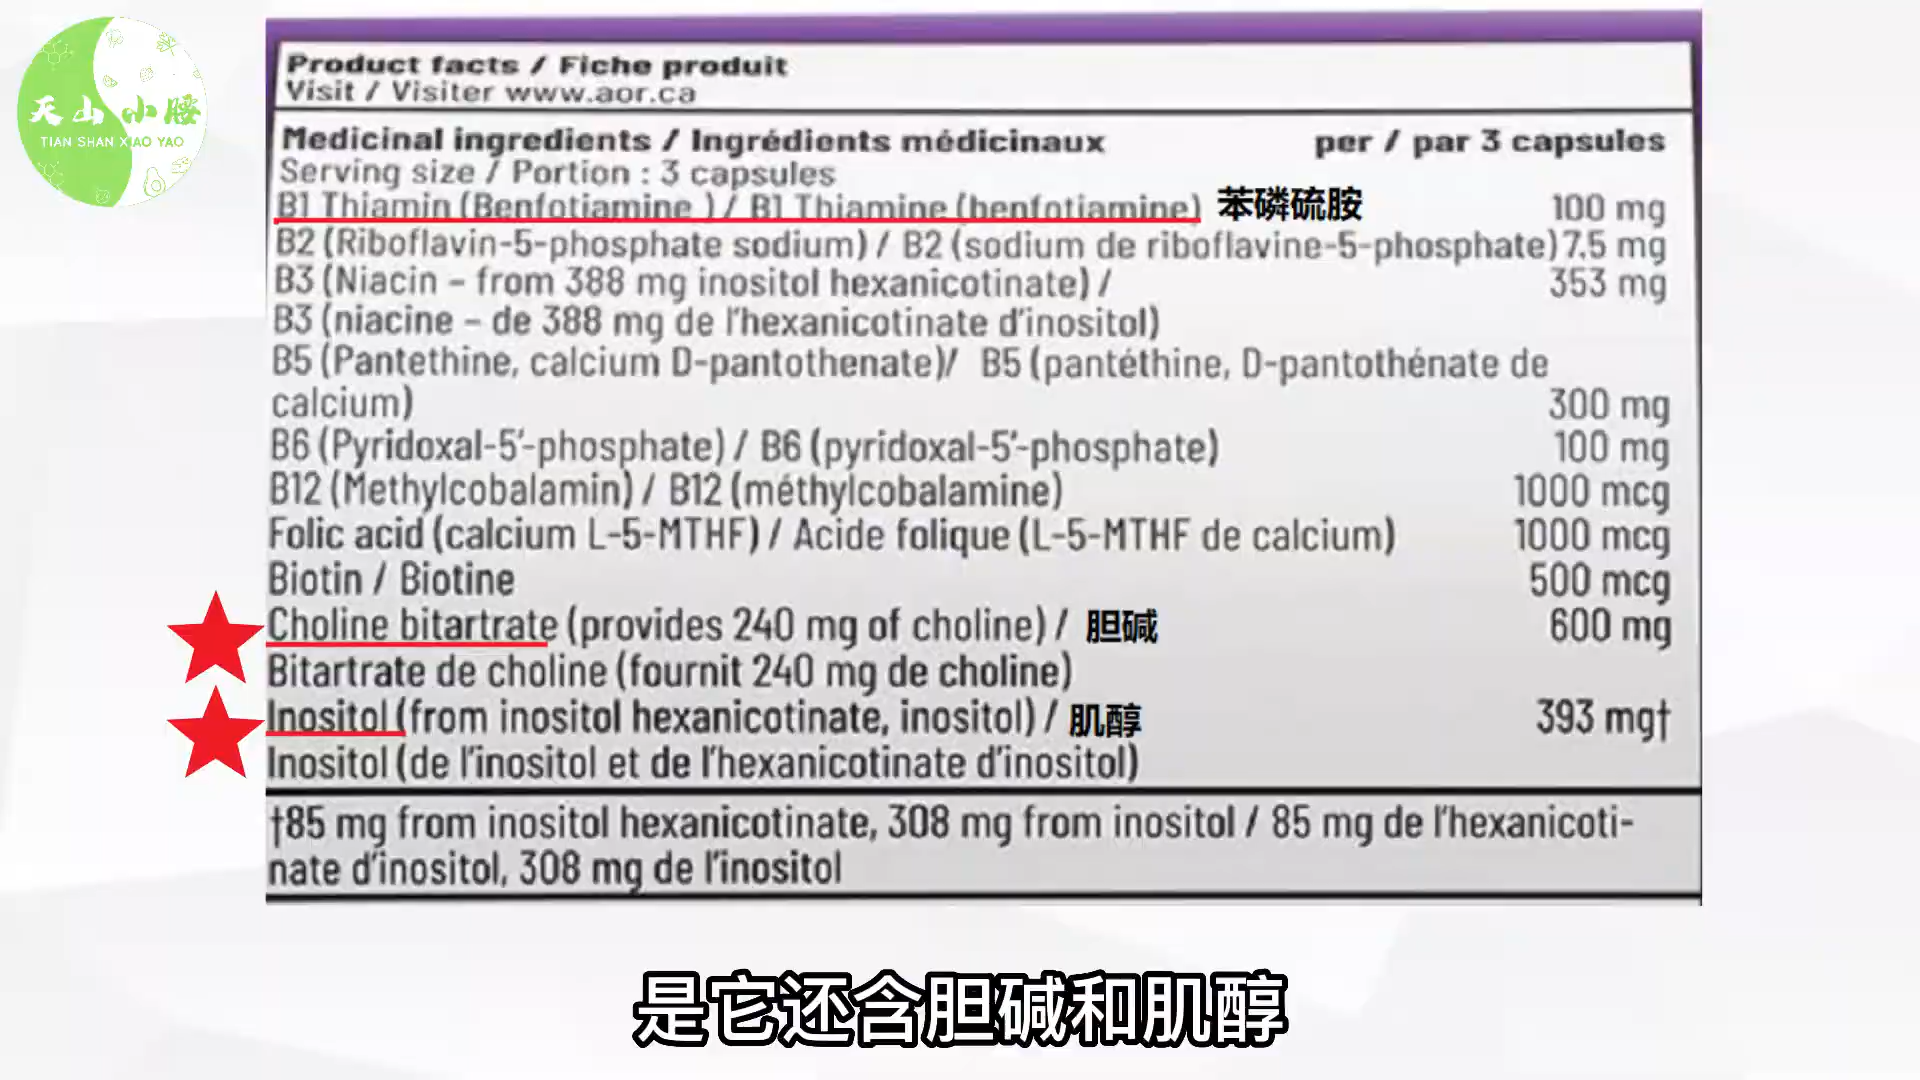 天山小腰
TIAN SHAN XIAO YAO
Product facts / Fiche produit
Visit / Visiter www.aor.ca
Medicinal ingredients / Ingrédients médicinaux per / par 3 capsules
Serving size / Portion : 3 capsules
B1 Thiamin (Benfotiamine ) / B1 Thiamine (benfotiamine) 苯磷硫胺 100 mg
B2 (Riboflavin-5-phosphate sodium) / B2 (sodium de riboflavine-5-phosphate) 7.5 mg
B3 (Niacin – from 388 mg inositol hexanicotinate) / 353 mg
B3 (niacine – de 388 mg de l'hexanicotinate d'inositol)
B5 (Pantethine, calcium D-pantothenate)/ B5 (pantéthine, D-pantothénate de
calcium) 300 mg
B6 (Pyridoxal-5'-phosphate) / B6 (pyridoxal-5'-phosphate) 100 mg
B12 (Methylcobalamin) / B12 (méthylcobalamine) 1000 mcg
Folic acid (calcium L-5-MTHF) / Acide folique (L-5-MTHF de calcium) 1000 mcg
Biotin / Biotine 500 mcg
Choline bitartrate (provides 240 mg of choline) / 胆碱 600 mg
Bitartrate de choline (fournit 240 mg de choline)
Inositol (from inositol hexanicotinate, inositol) / 肌醇 393 mg†
Inositol (de l'inositol et de l'hexanicotinate d'inositol)
†85 mg from inositol hexanicotinate, 308 mg from inositol / 85 mg de l'hexanicoti-
nate d'inositol, 308 mg de l'inositol
是它还含胆碱和肌醇